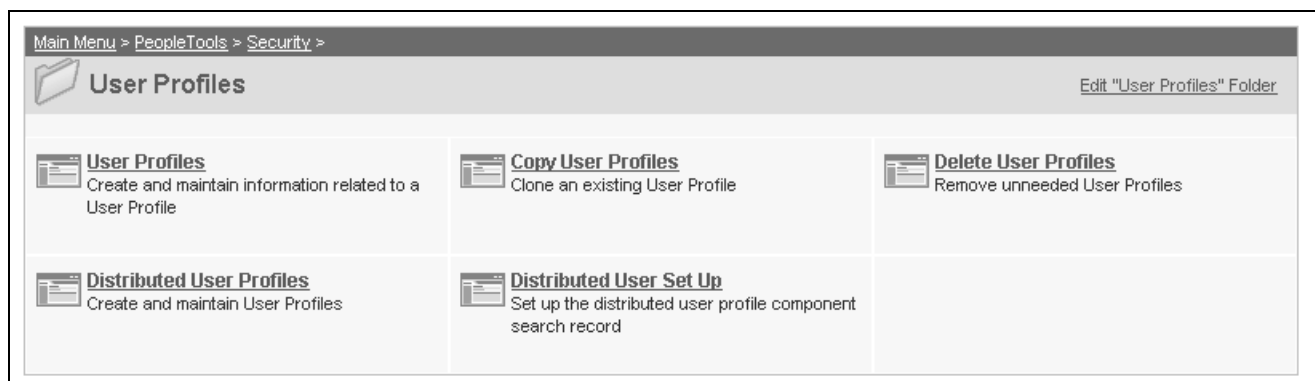 Main Menu > PeopleTools > Security >
User Profiles
Edit "User Profiles" Folder
User Profiles
Create and maintain information related to a
User Profile
Copy User Profiles
Clone an existing User Profile
Delete User Profiles
Remove unneeded User Profiles
Distributed User Profiles
Create and maintain User Profiles
Distributed User Set Up
Set up the distributed user profile component
search record